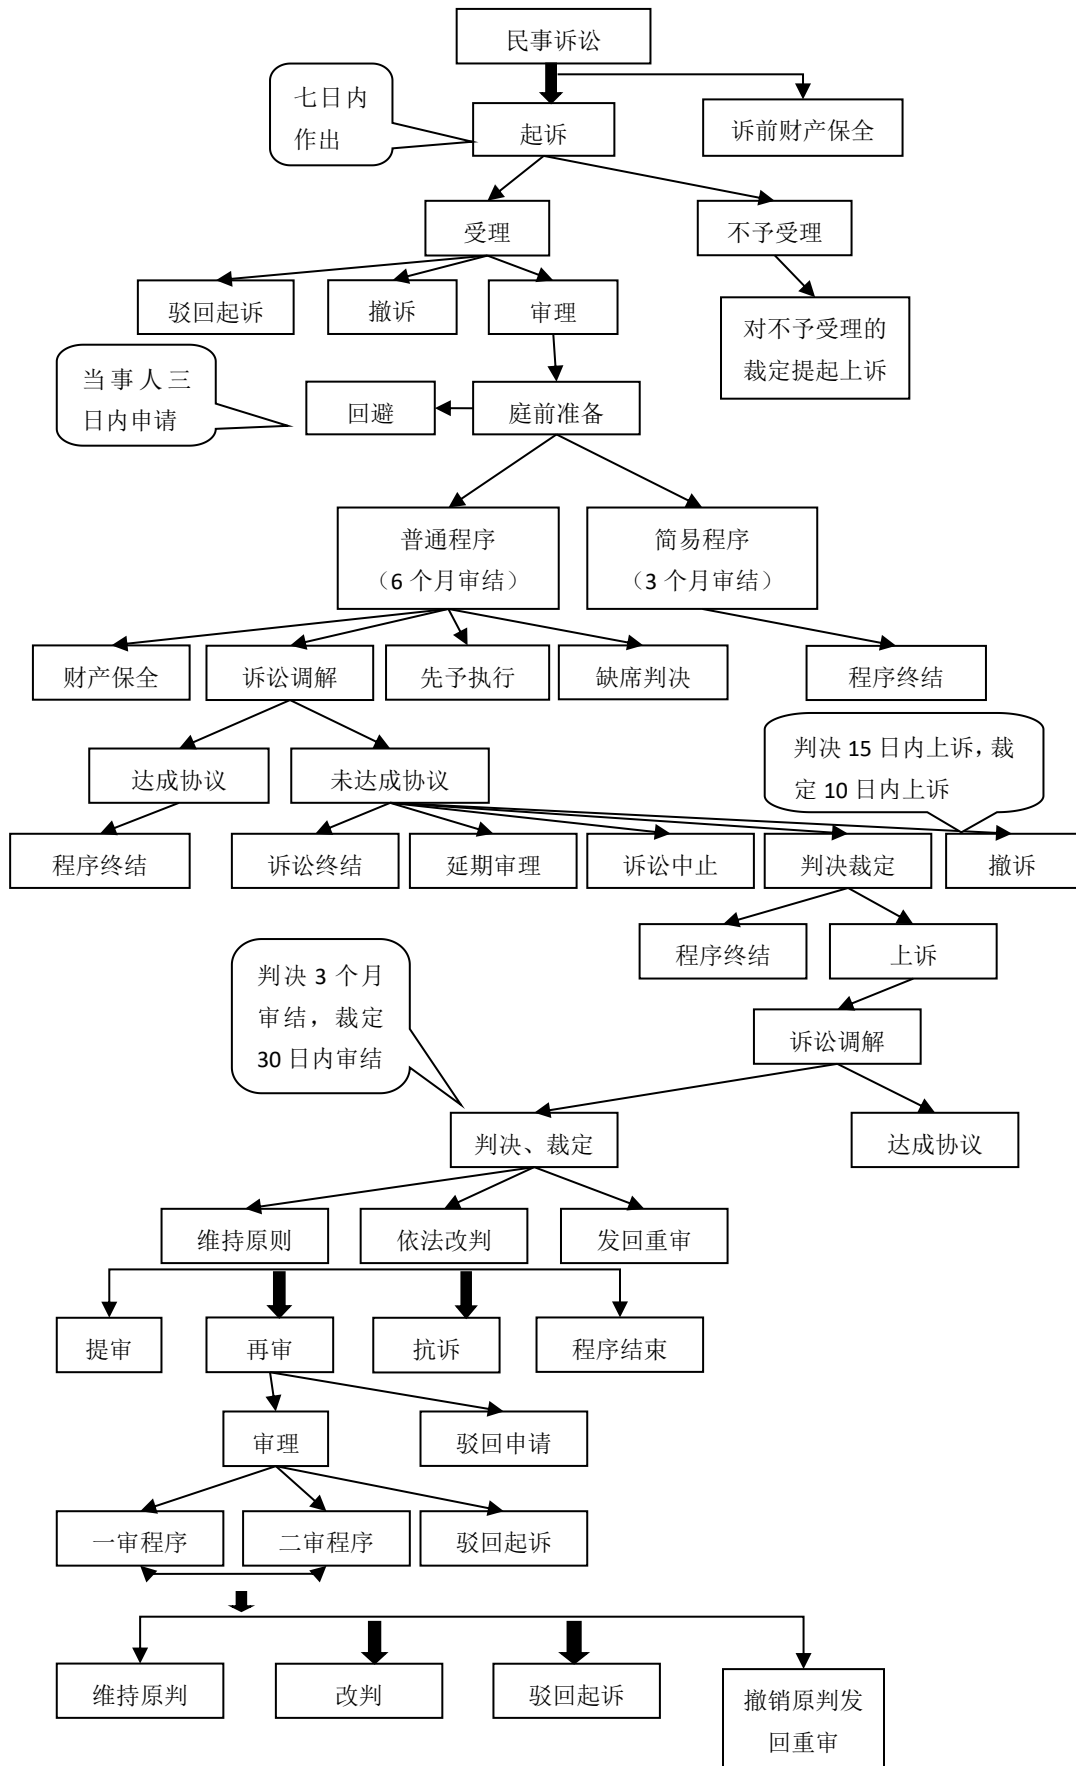 民事诉讼
七日内
作出
起诉
诉前财产保全
受理
不予受理
驳回起诉
撤诉
审理
对不予受理的
裁定提起上诉
当事人三
日内申请
回避
庭前准备
普通程序
（6 个月审结）
简易程序
（3 个月审结）
财产保全
诉讼调解
先予执行
缺席判决
程序终结
判决 15 日内上诉，裁
定 10 日内上诉
达成协议
未达成协议
程序终结
诉讼终结
延期审理
诉讼中止
判决裁定
撤诉
程序终结
上诉
判决 3 个月
审结，裁定
30 日内审结
诉讼调解
判决、裁定
达成协议
维持原则
依法改判
发回重审
提审
再审
抗诉
程序结束
审理
驳回申请
一审程序
二审程序
驳回起诉
维持原判
改判
驳回起诉
撤销原判发
回重审